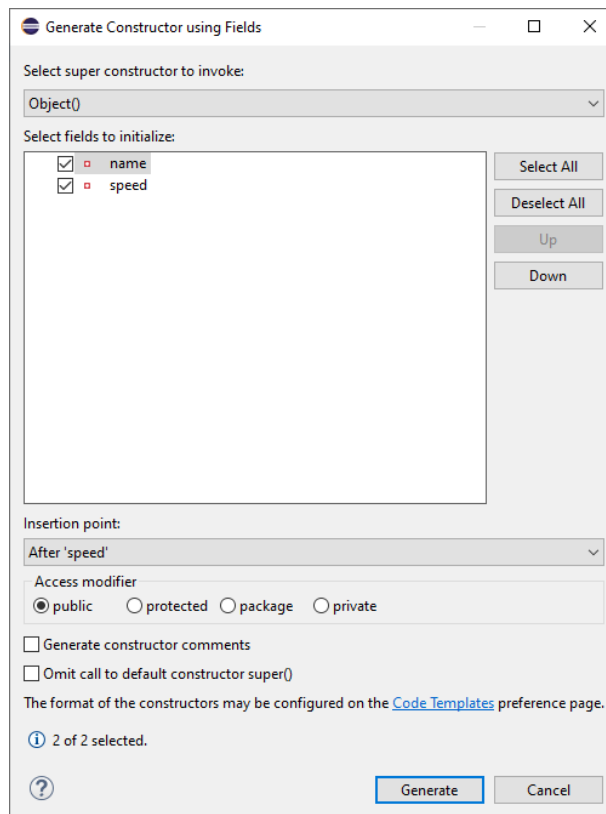 Generate Constructor using Fields
Select super constructor to invoke:
Object()
Select fields to initialize:
name
speed
Select All
Deselect All
Up
Down
Insertion point:
After 'speed'
Access modifier
public protected package private
Generate constructor comments
Omit call to default constructor super()
The format of the constructors may be configured on the Code Templates preference page.
2 of 2 selected.
Generate Cancel